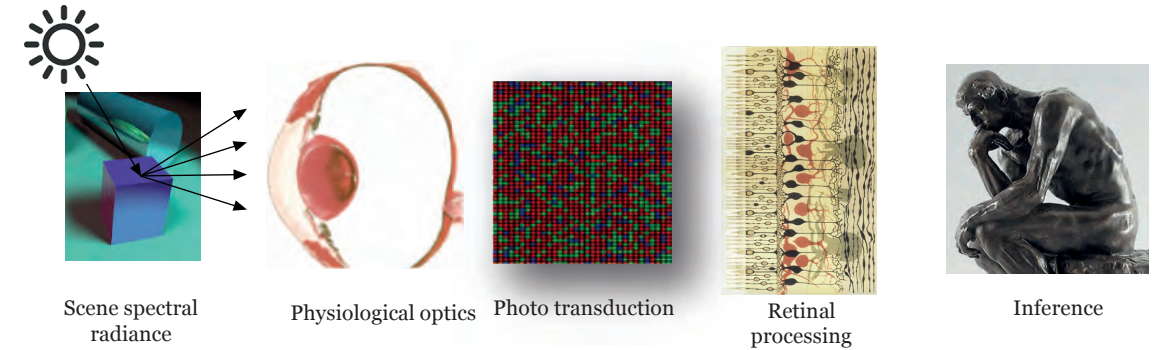 Scene spectral
radiance
Physiological optics
Photo transduction
Retinal
processing
Inference